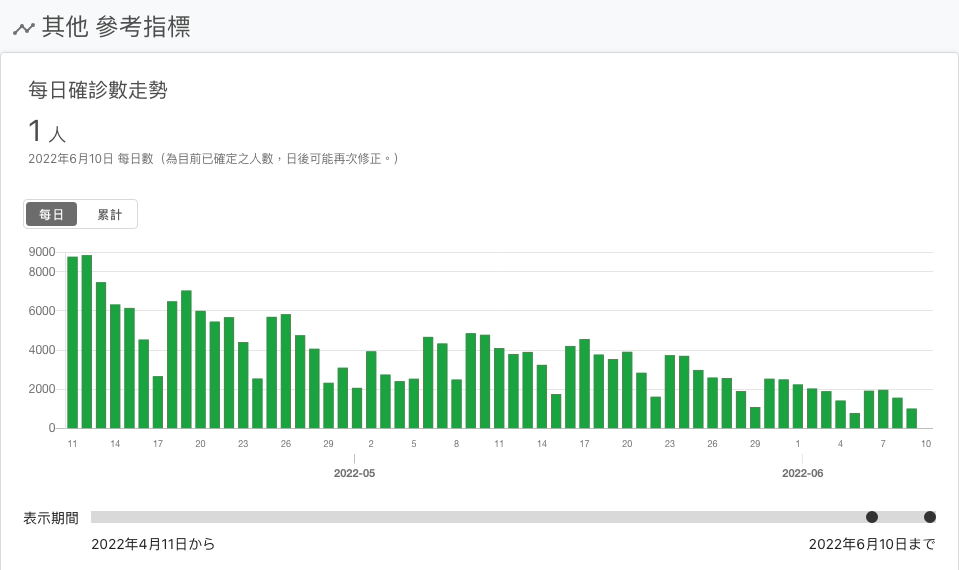 其他 參考指標
每日確診數走勢
1 人
2022年6月10日 每日數（為目前已確定之人數，日後可能再次修正。）
每日 累計
9000
8000
6000
4000
2000
0
11 14 17 20 23 26 29 2 5 8 11 14 17 20 23 26 29 1 4 7 10
2022-05 2022-06
表示期間
2022年4月11日から 2022年6月10日まで